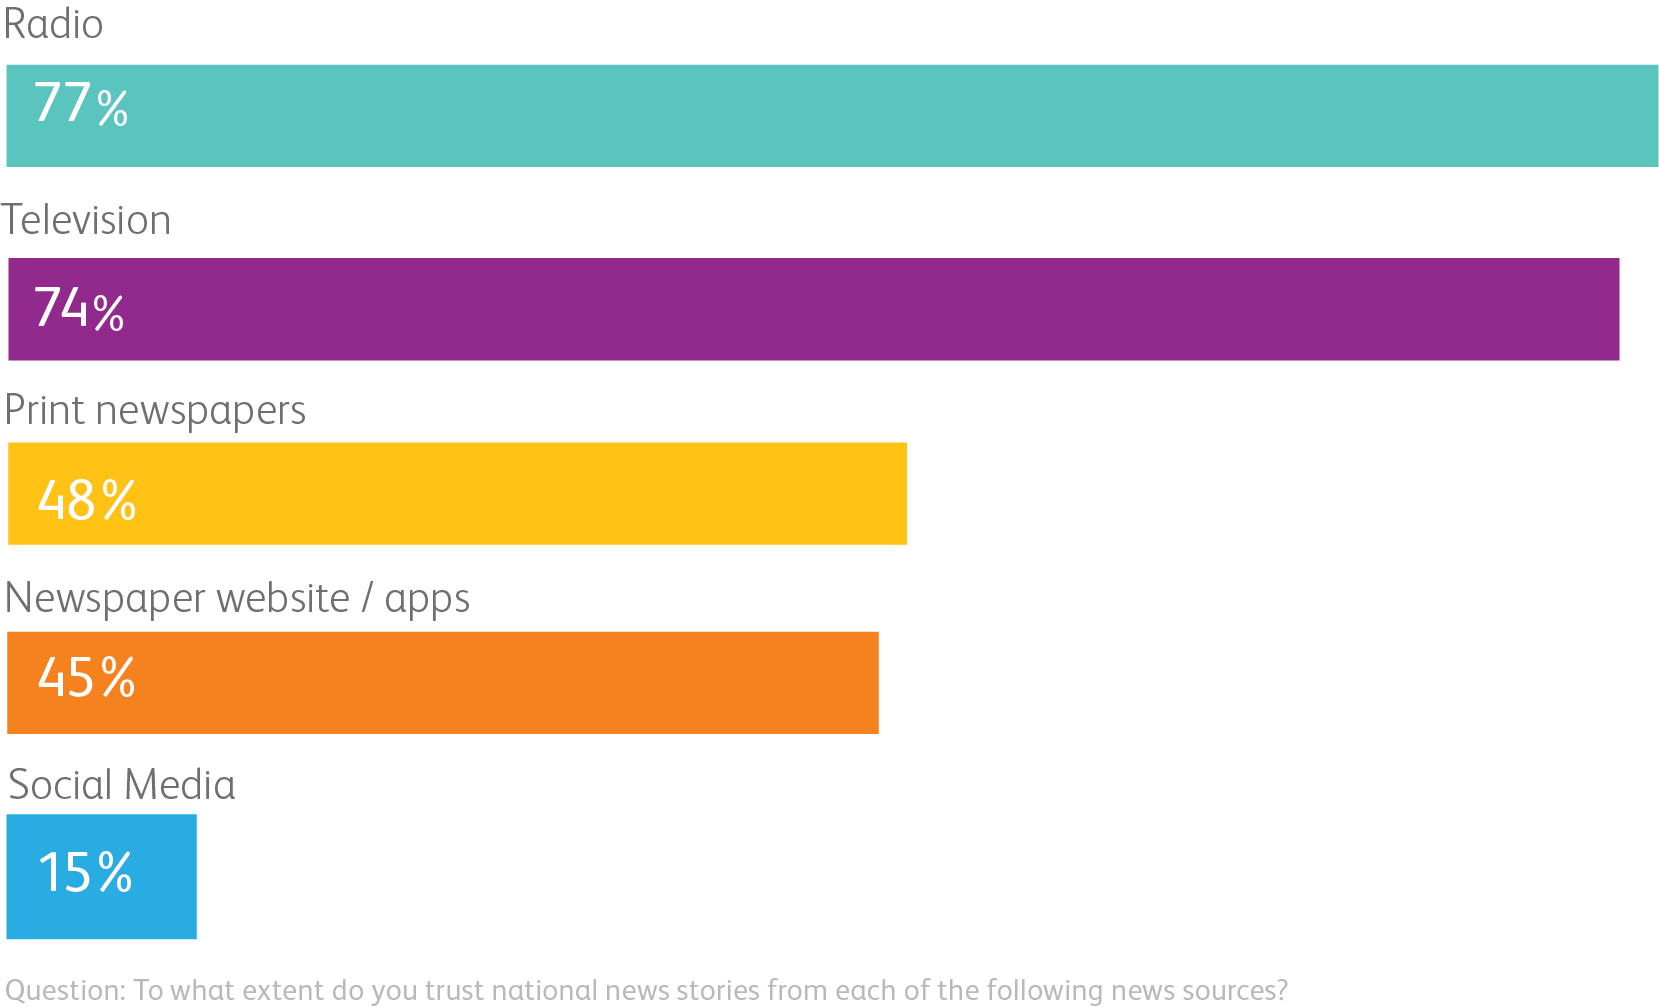 Radio
77%
Television
74%
Print newspapers
48%
Newspaper website / apps
45%
Social Media
15%
Question: To what extent do you trust national news stories from each of the following news sources?